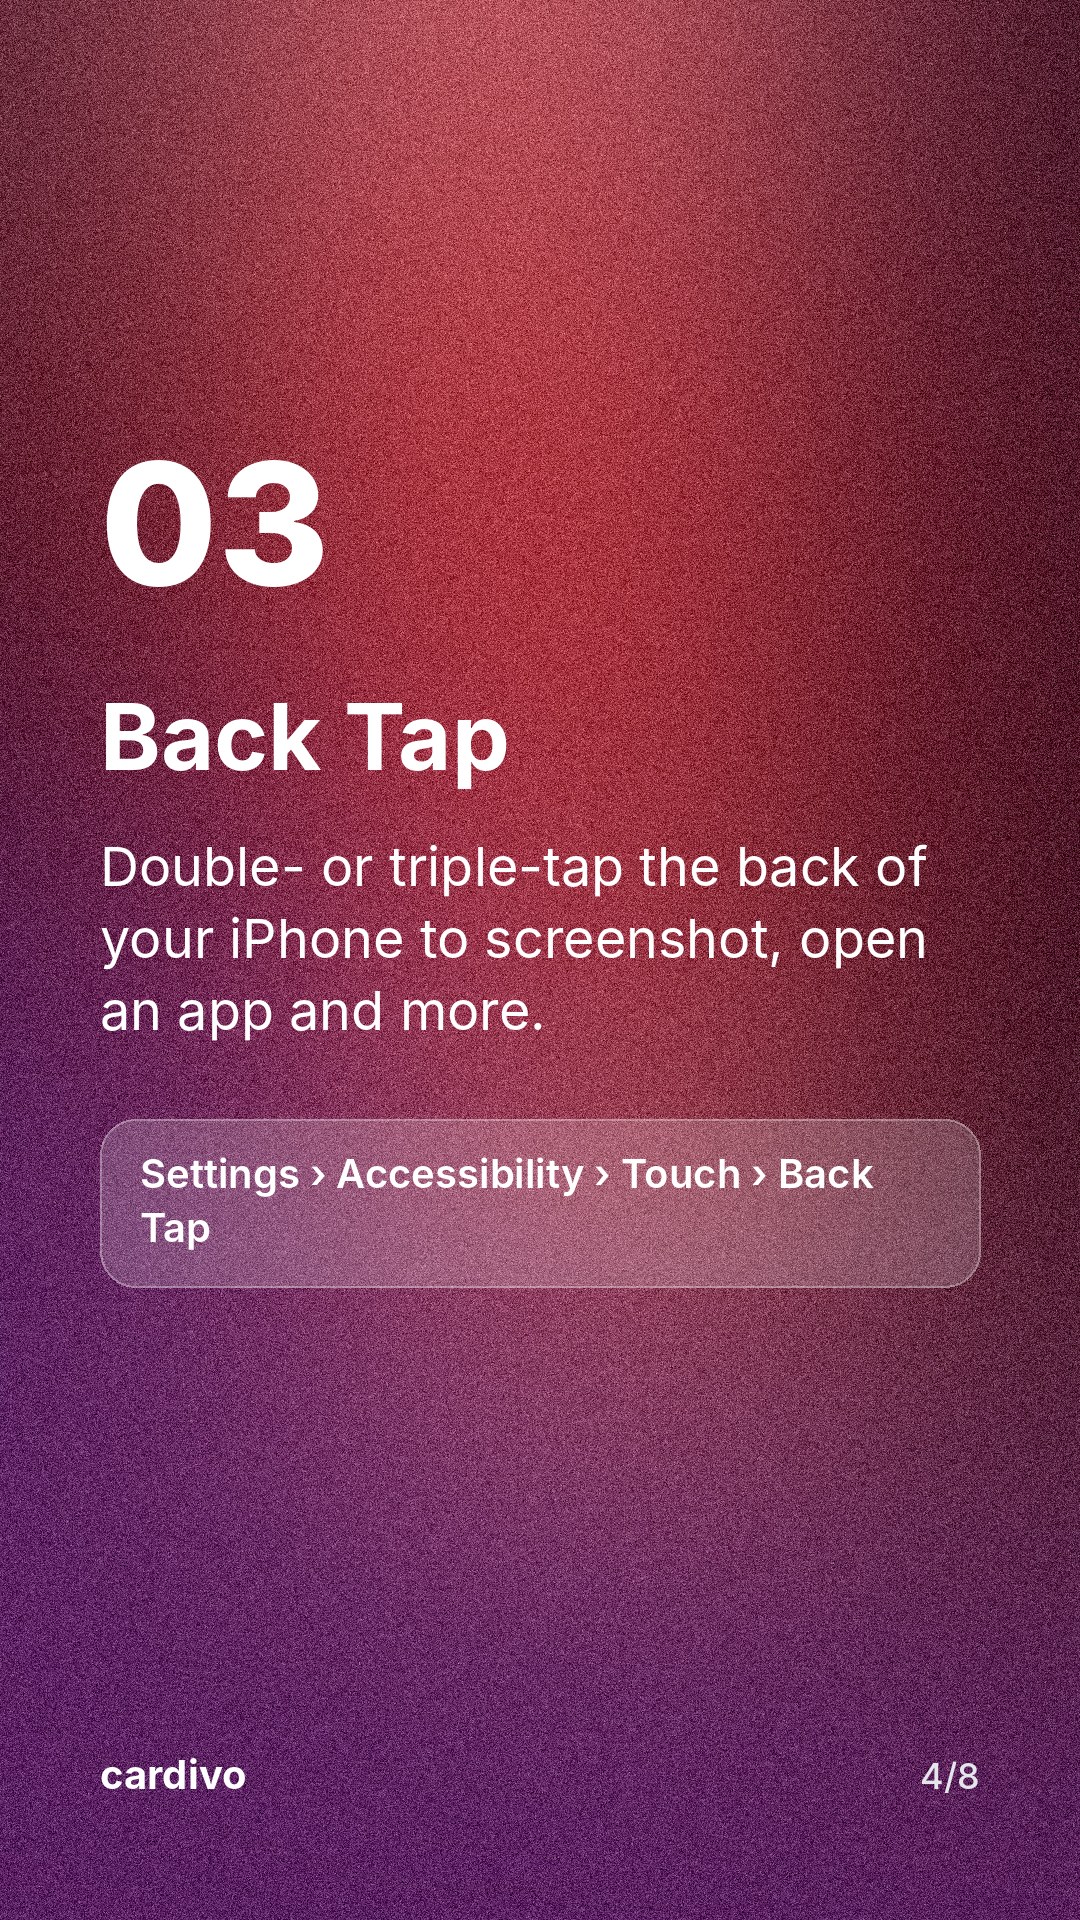 03
Back Tap
Double- or triple-tap the back of
your iPhone to screenshot, open
an app and more.
Settings › Accessibility › Touch › Back
Tap
cardivo
4/8